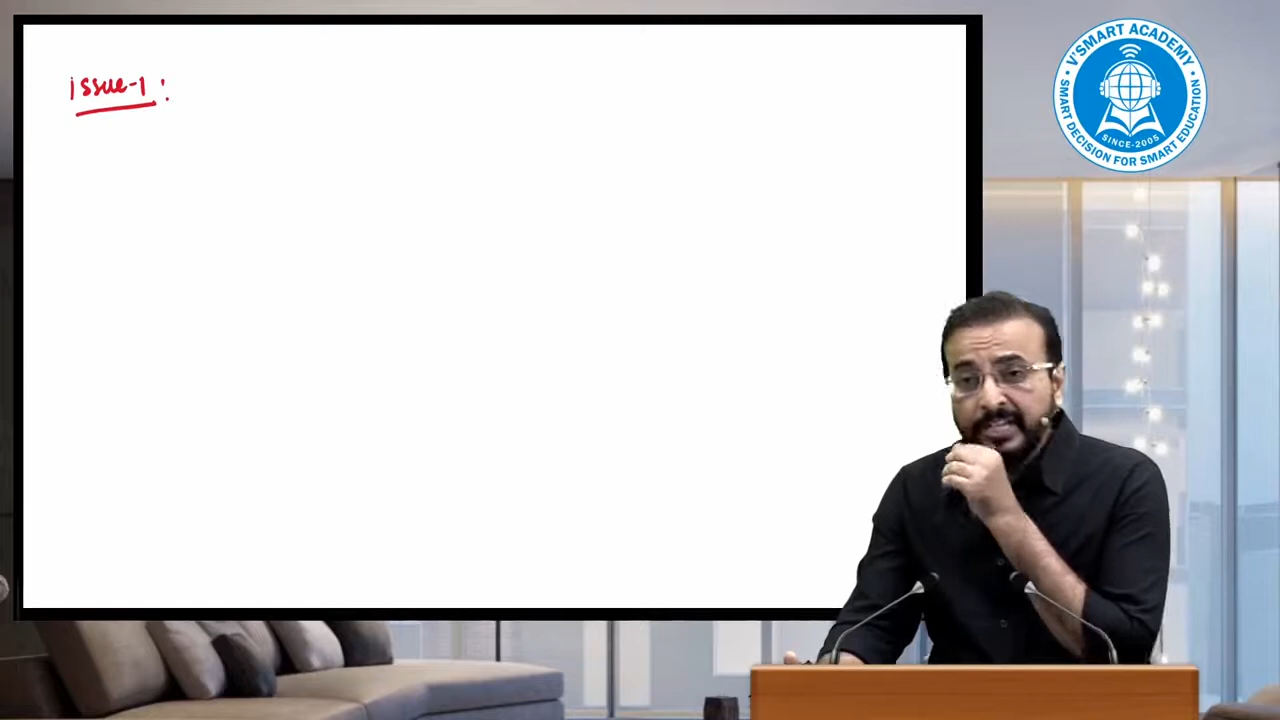 issue-1 :
V'SMART ACADEMY
SMART DECISION FOR SMART EDUCATION
SINCE-2005